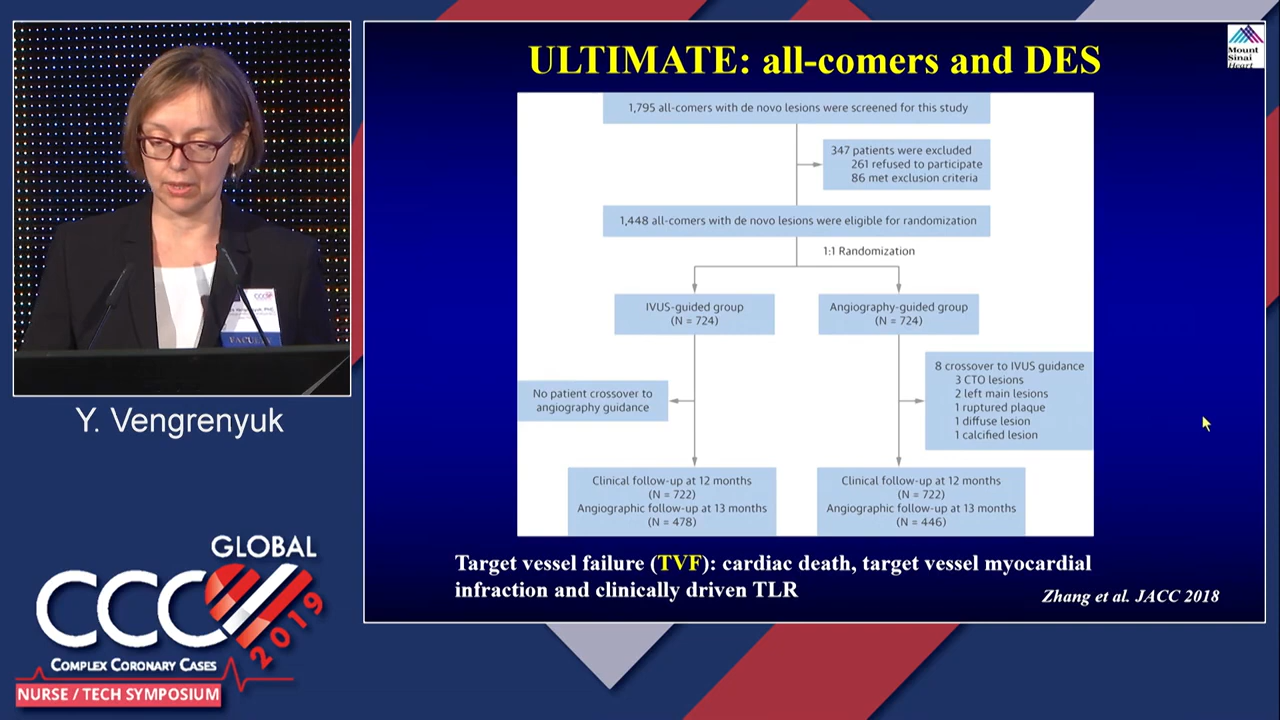 ULTIMATE: all-comers and DES
Mount
Sinai
Heart
1,795 all-comers with de novo lesions were screened for this study
347 patients were excluded
261 refused to participate
86 met exclusion criteria
1,448 all-comers with de novo lesions were eligible for randomization
1:1 Randomization
IVUS-guided group
(N = 724)
Angiography-guided group
(N = 724)
No patient crossover to
angiography guidance
8 crossover to IVUS guidance
3 CTO lesions
2 left main lesions
1 ruptured plaque
1 diffuse lesion
1 calcified lesion
Clinical follow-up at 12 months
(N = 722)
Angiographic follow-up at 13 months
(N = 478)
Clinical follow-up at 12 months
(N = 722)
Angiographic follow-up at 13 months
(N = 446)
Target vessel failure (TVF): cardiac death, target vessel myocardial
infraction and clinically driven TLR
Zhang et al. JACC 2018
FACULTY
Y. Vengrenyuk
GLOBAL
CCC
2019
COMPLEX CORONARY CASES
NURSE / TECH SYMPOSIUM